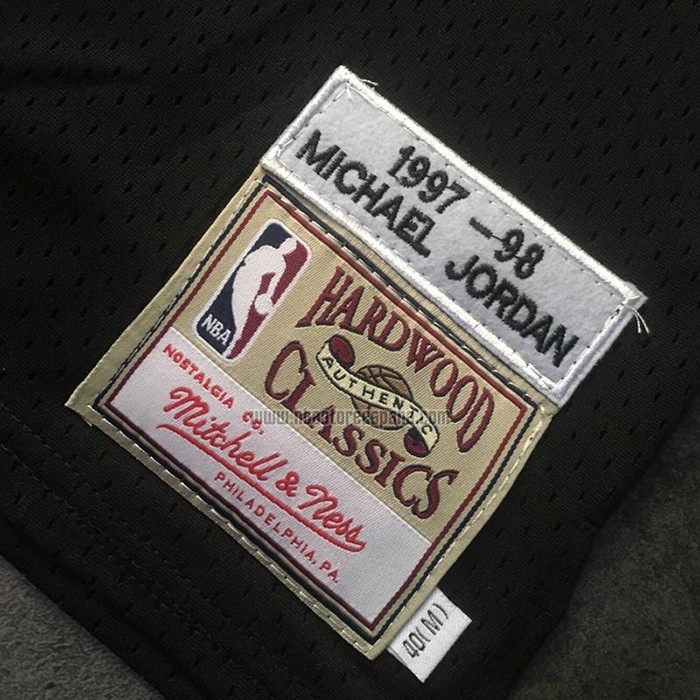 1997-98
MICHAEL JORDAN
NBA
HARDWOOD
AUTHENTIC
CLASSICS
NOSTALGIA CO.
Mitchell & Ness
PHILADELPHIA, PA.
40(M)